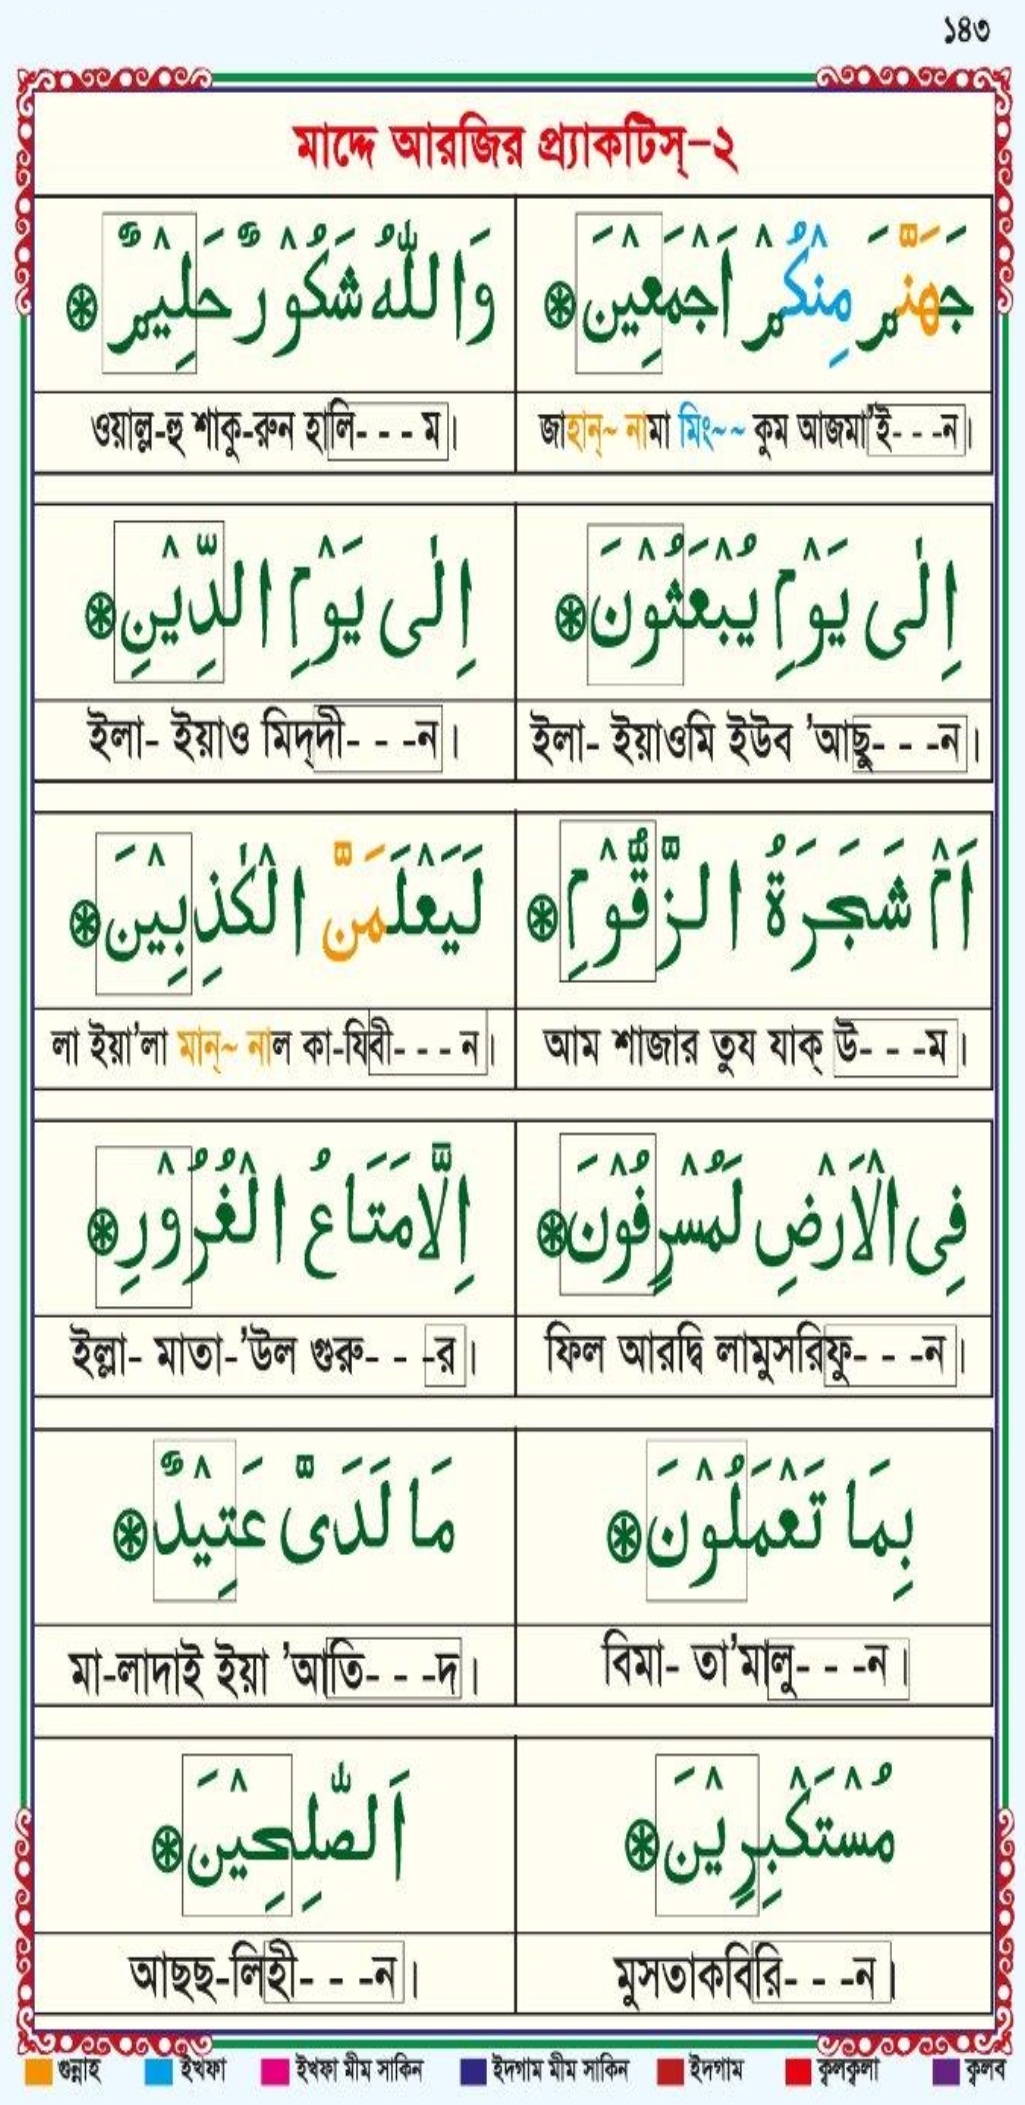 ১৪৩
মাদ্দে আরজির প্র্যাকটিস্-২
جَهَنَّمَ مِنْكُمْ اَجْمَعِيْنَ
وَاللّٰهُ شَكُوْرٌ حَلِيْمٌ
জাহান্~ নামা মিং~~ কুম আজমা'ই- - -ন।
ওয়াল্ল-হু শাকু-রুন হালি- - - ম।
اِلٰى يَوْمِ يُبْعَثُوْنَ
اِلٰى يَوْمِ الدِّيْنِ
ইলা- ইয়াওমি ইউব 'আছু- - -ন।
ইলা- ইয়াও মিদ্দী- - -ন।
اَمْ شَجَرَةُ الزَّقُّوْمِ
لَيَعْلَمَنَّ الْكٰذِبِيْنَ
আম শাজার তুয যাক্ উ- - -ম।
লা ইয়া'লা মান্~ নাল কা-যিবী- - - ন।
فِى الْاَرْضِ لَمُسْرِفُوْنَ
اِلَّا مَتَاعُ الْغُرُوْرِ
ফিল আরদ্বি লামুসরিফু- - -ন।
ইল্লা- মাতা-'উল গুরু- - -র।
بِمَا تَعْمَلُوْنَ
مَا لَدَىَّ عَتِيْدٌ
বিমা- তা'মালু- - -ন।
মা-লাদাই ইয়া 'আতি- - -দ।
مُسْتَكْبِرِيْنَ
اَلصّٰلِحِيْنَ
মুসতাকবিরি- - -ন।
আছছ-লিহী- - -ন।
গুন্নাহ ইখফা ইখফা মীম সাকিন ইদগাম মীম সাকিন ইদগাম ক্বলক্বলা ক্বলব